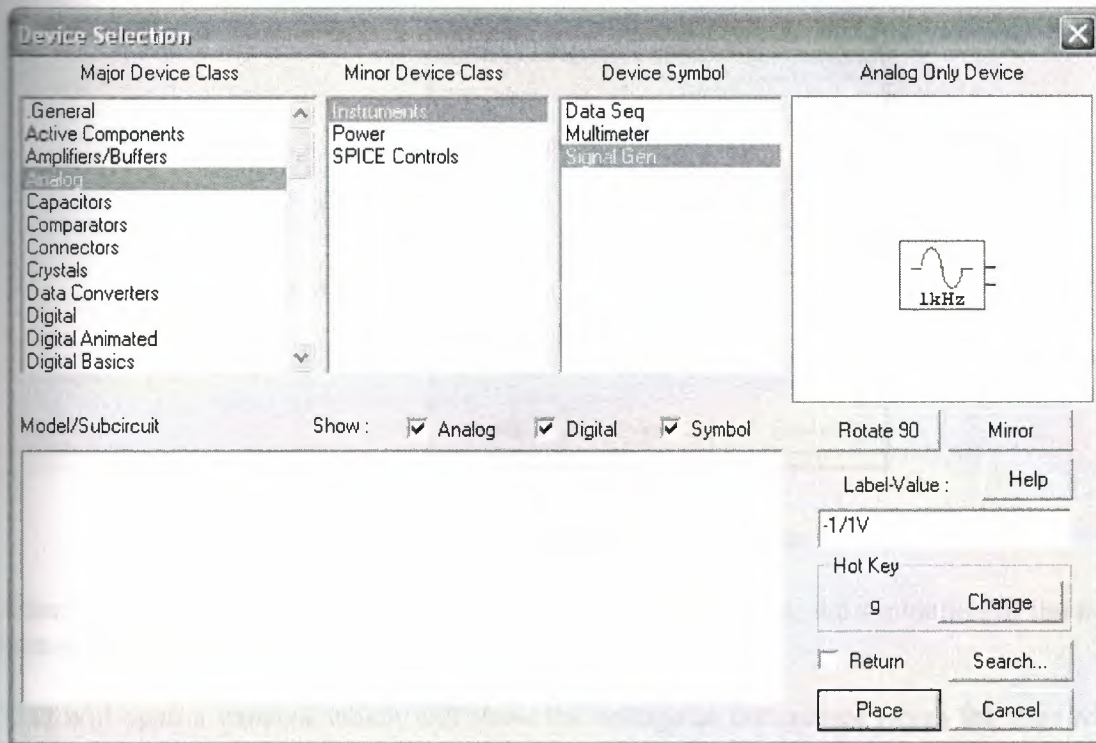 Device Selection
Major Device Class
Minor Device Class
Device Symbol
Analog Only Device
.General
Active Components
Amplifiers/Buffers
Analog
Capacitors
Comparators
Connectors
Crystals
Data Converters
Digital
Digital Animated
Digital Basics
Instruments
Power
SPICE Controls
Data Seq
Multimeter
Signal Gen
1kHz
Model/Subcircuit
Show :
Analog
Digital
Symbol
Rotate 90
Mirror
Label-Value :
Help
-1/1V
Hot Key
g
Change
Return
Search...
Place
Cancel